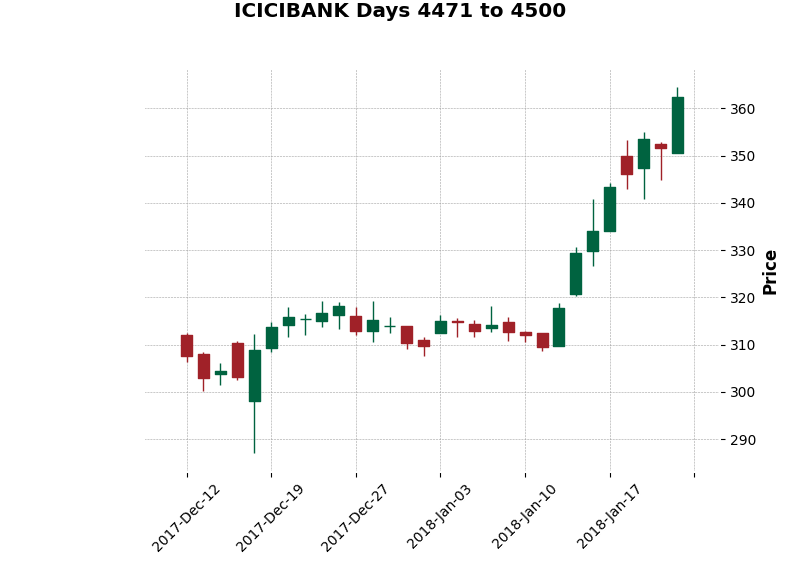 ICICIBANK Days 4471 to 4500
360
350
340
330
320
310
300
290
Price
2017-Dec-12
2017-Dec-19
2017-Dec-27
2018-Jan-03
2018-Jan-10
2018-Jan-17